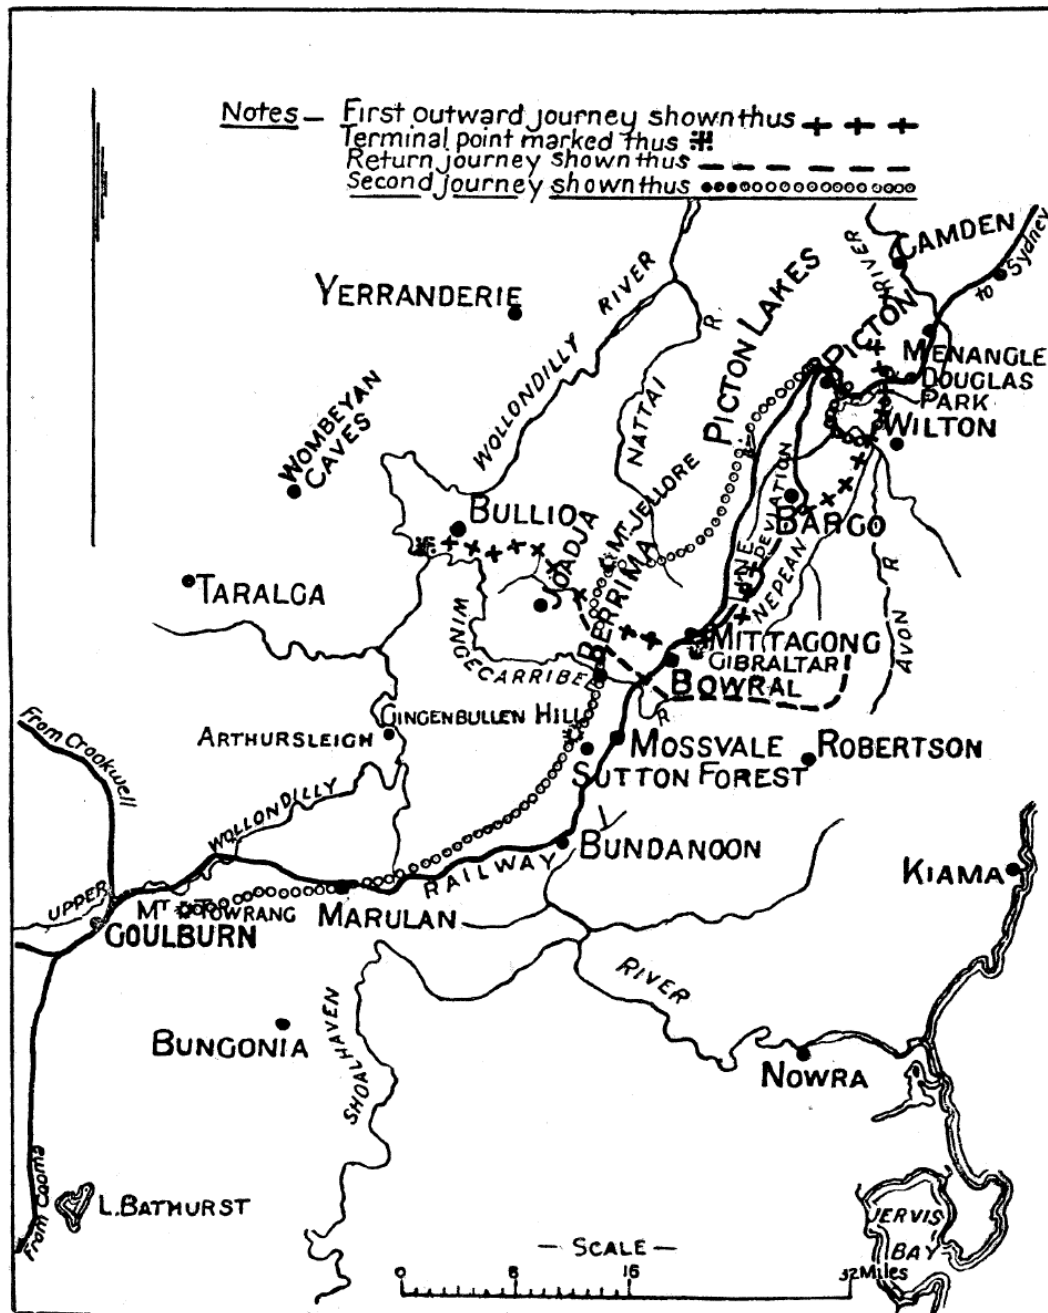 Notes — First outward journey shown thus
Terminal point marked thus
Return journey shown thus
Second journey shown thus
CAMDEN
to Sydney
RIVER
YERRANDERIE
WOLLONDILLY RIVER
NATTAI R.
PICTON LAKES
PICTON
MENANGLE
DOUGLAS
PARK
WILTON
WOMBEYAN
CAVES
BULLIO
JOADJA
MT. JELLORE
BARGO
LINE
DEVIATION
NEPEAN
AVON R
TARALGA
BERRIMA
WINGECARRIBEE
R
MITTAGONG
GIBRALTAR
BOWRAL
GINGENBULLEN HILL
ARTHURSLEIGH
MOSSVALE
ROBERTSON
SUTTON FOREST
From Crookwell
WOLLONDILLY
UPPER
BUNDANOON
RAILWAY
KIAMA
MT TOWRANG
MARULAN
GOULBURN
RIVER
BUNGONIA
SHOALHAVEN
NOWRA
From Cooma
L. BATHURST
JERVIS
BAY
— SCALE —
0 8 16 32 Miles